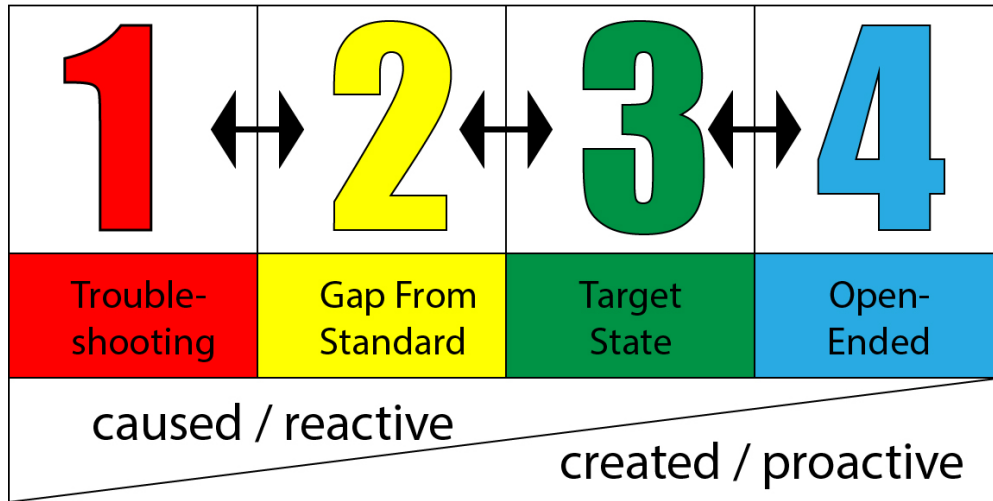 1
2
3
4
Trouble-
shooting
Gap From
Standard
Target
State
Open-
Ended
caused / reactive
created / proactive